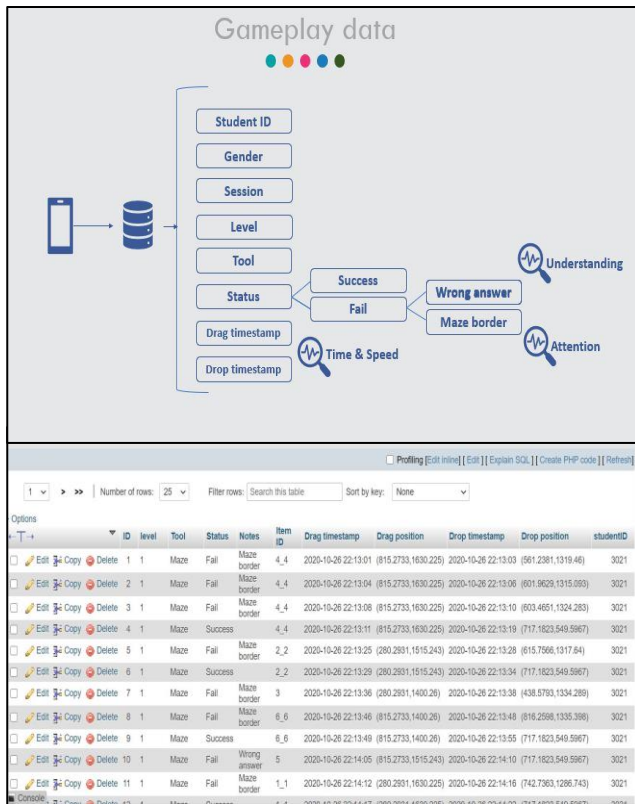 Gameplay data
Student ID
Gender
Session
Level
Tool
Status
Drag timestamp
Drop timestamp
Success
Fail
Wrong answer
Maze border
Understanding
Attention
Time & Speed
Profiling [Edit inline] [ Edit ] [ Explain SQL ] [ Create PHP code ] [ Refresh]
1 > >> Number of rows: 25 Filter rows: Search this table Sort by key: None
Options
←T→ ID level Tool Status Notes Item ID Drag timestamp Drag position Drop timestamp Drop position studentID
Edit Copy Delete 1 1 Maze Fail Maze border 4_4 2020-10-26 22:13:01 (815.2733,1630.225) 2020-10-26 22:13:03 (561.2381,1319.46) 3021
Edit Copy Delete 2 1 Maze Fail Maze border 4_4 2020-10-26 22:13:04 (815.2733,1630.225) 2020-10-26 22:13:06 (601.9629,1315.093) 3021
Edit Copy Delete 3 1 Maze Fail Maze border 4_4 2020-10-26 22:13:08 (815.2733,1630.225) 2020-10-26 22:13:10 (603.4651,1324.283) 3021
Edit Copy Delete 4 1 Maze Success 4_4 2020-10-26 22:13:11 (815.2733,1630.225) 2020-10-26 22:13:19 (717.1823,549.5967) 3021
Edit Copy Delete 5 1 Maze Fail Maze border 2_2 2020-10-26 22:13:25 (280.2931,1515.243) 2020-10-26 22:13:28 (615.7566,1317.64) 3021
Edit Copy Delete 6 1 Maze Success 2_2 2020-10-26 22:13:29 (280.2931,1515.243) 2020-10-26 22:13:34 (717.1823,549.5967) 3021
Edit Copy Delete 7 1 Maze Fail Maze border 3 2020-10-26 22:13:36 (280.2931,1400.26) 2020-10-26 22:13:38 (438.5793,1334.289) 3021
Edit Copy Delete 8 1 Maze Fail Maze border 6_6 2020-10-26 22:13:46 (815.2733,1400.26) 2020-10-26 22:13:48 (816.2598,1335.398) 3021
Edit Copy Delete 9 1 Maze Success 6_6 2020-10-26 22:13:49 (815.2733,1400.26) 2020-10-26 22:13:55 (717.1823,549.5967) 3021
Edit Copy Delete 10 1 Maze Fail Wrong answer 5 2020-10-26 22:14:05 (815.2733,1515.243) 2020-10-26 22:14:10 (717.1823,549.5967) 3021
Edit Copy Delete 11 1 Maze Fail Maze border 1_1 2020-10-26 22:14:12 (280.2931,1630.225) 2020-10-26 22:14:16 (742.7363,1286.743) 3021
Console